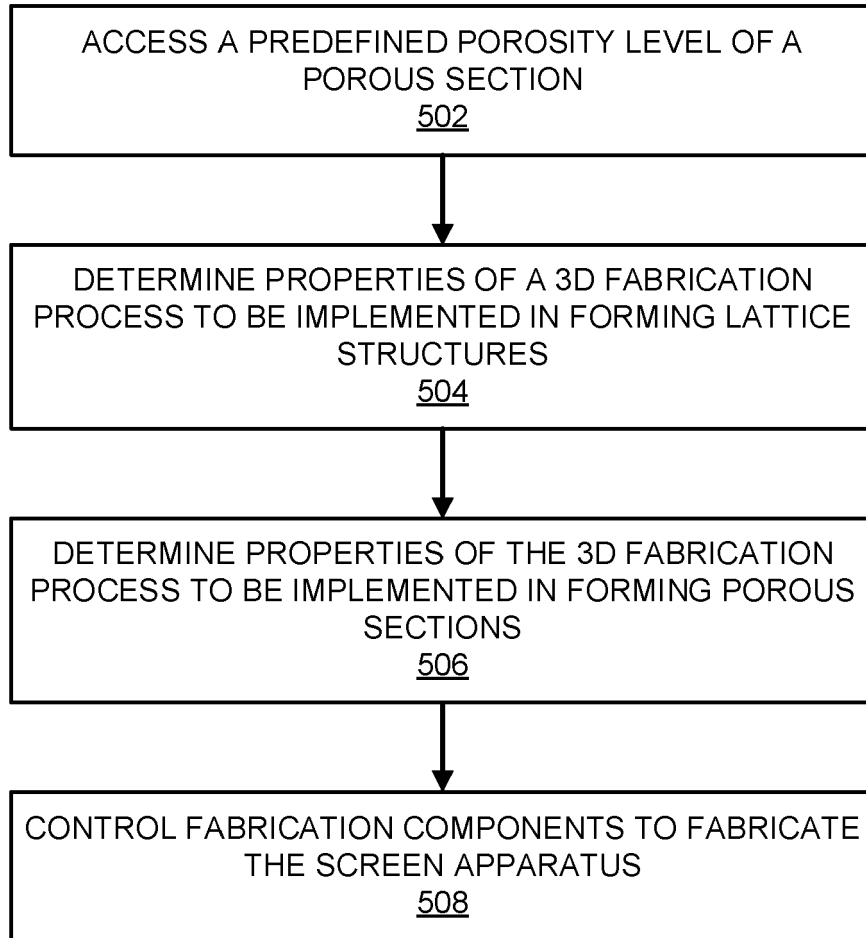 ACCESS A PREDEFINED POROSITY LEVEL OF A
POROUS SECTION
502
DETERMINE PROPERTIES OF A 3D FABRICATION
PROCESS TO BE IMPLEMENTED IN FORMING LATTICE
STRUCTURES
504
DETERMINE PROPERTIES OF THE 3D FABRICATION
PROCESS TO BE IMPLEMENTED IN FORMING POROUS
SECTIONS
506
CONTROL FABRICATION COMPONENTS TO FABRICATE
THE SCREEN APPARATUS
508